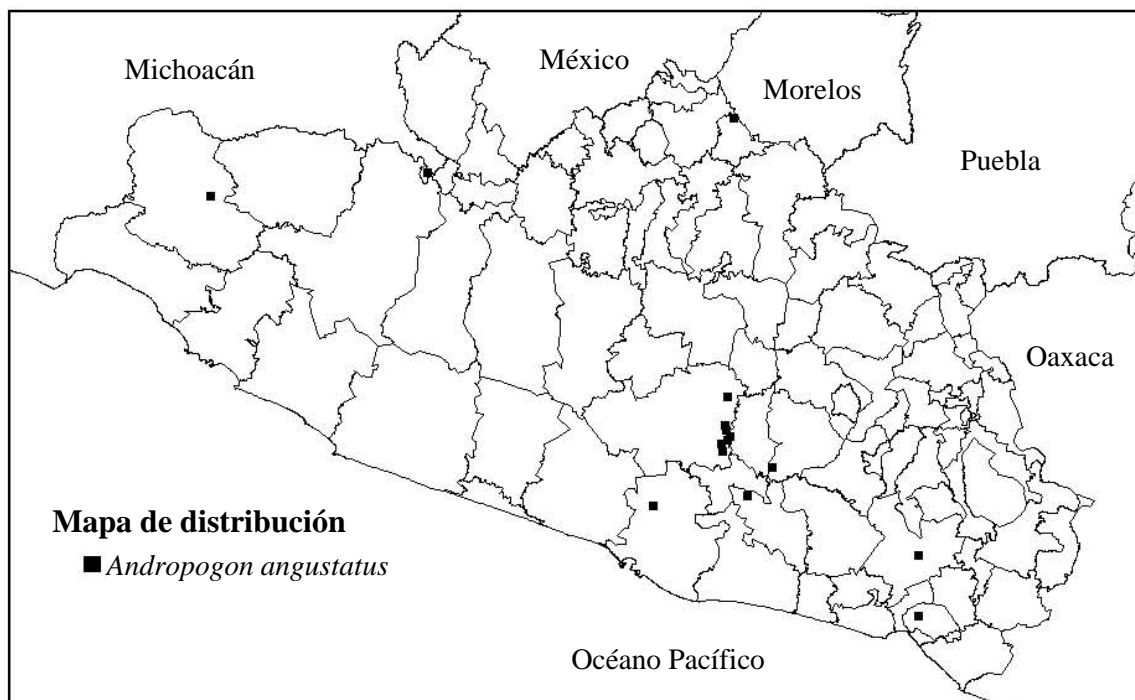 México
Michoacán
Morelos
Puebla
Oaxaca
Mapa de distribución
Andropogon angustatus
Océano Pacífico